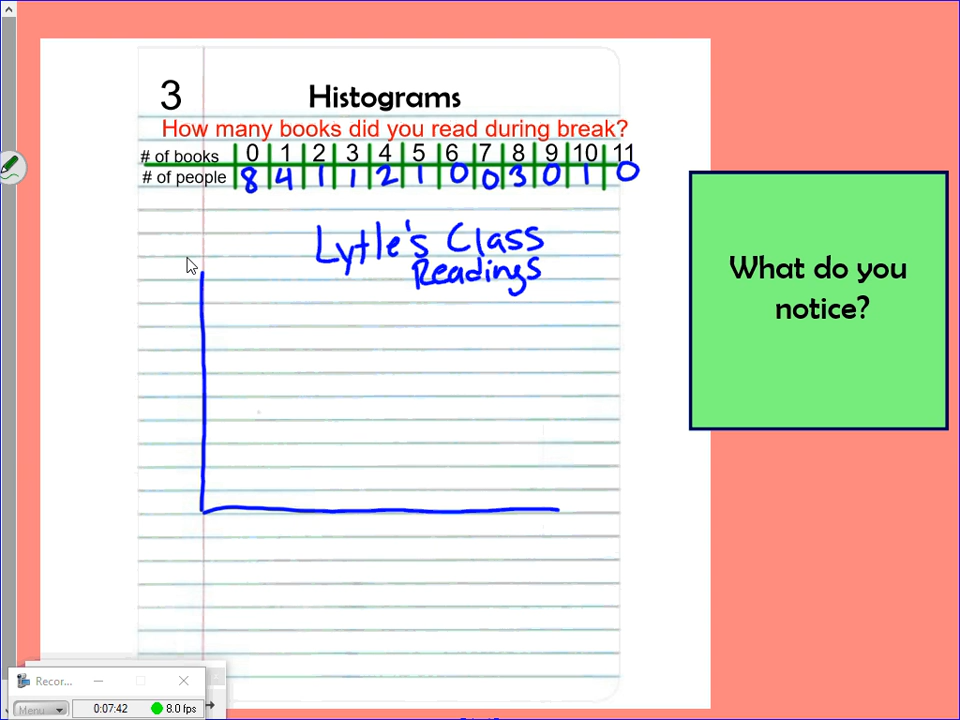 3 Histograms
How many books did you read during break?
# of books 0 1 2 3 4 5 6 7 8 9 10 11
# of people 8 4 1 1 2 1 0 0 3 0 1 0
Lytle's Class
Readings
What do you
notice?
Recor...
Menu
0:07:42 8.0 fps